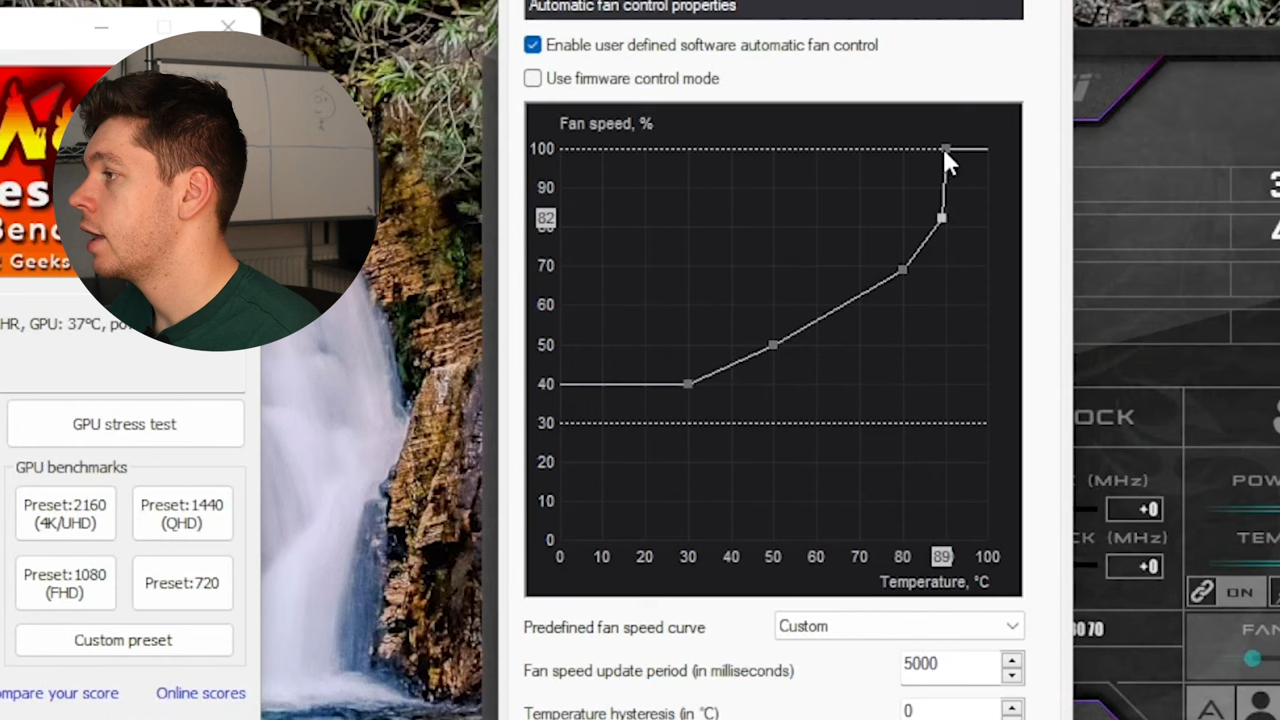 Automatic fan control properties
Enable user defined software automatic fan control
Use firmware control mode
Fan speed, %
100
90
82
70
60
50
40
30
20
10
0
0 10 20 30 40 50 60 70 80 89 100
Temperature, °C
Predefined fan speed curve
Custom
Fan speed update period (in milliseconds)
5000
Temperature hysteresis (in °C)
0
Geeks
HR, GPU: 37°C,
GPU stress test
GPU benchmarks
Preset:2160
(4K/UHD)
Preset:1440
(QHD)
Preset:1080
(FHD)
Preset:720
Custom preset
ompare your score
Online scores
OCK
(MHz)
+0
CK (MHz)
+0
POW
TEM
ON
3070
FAN
A